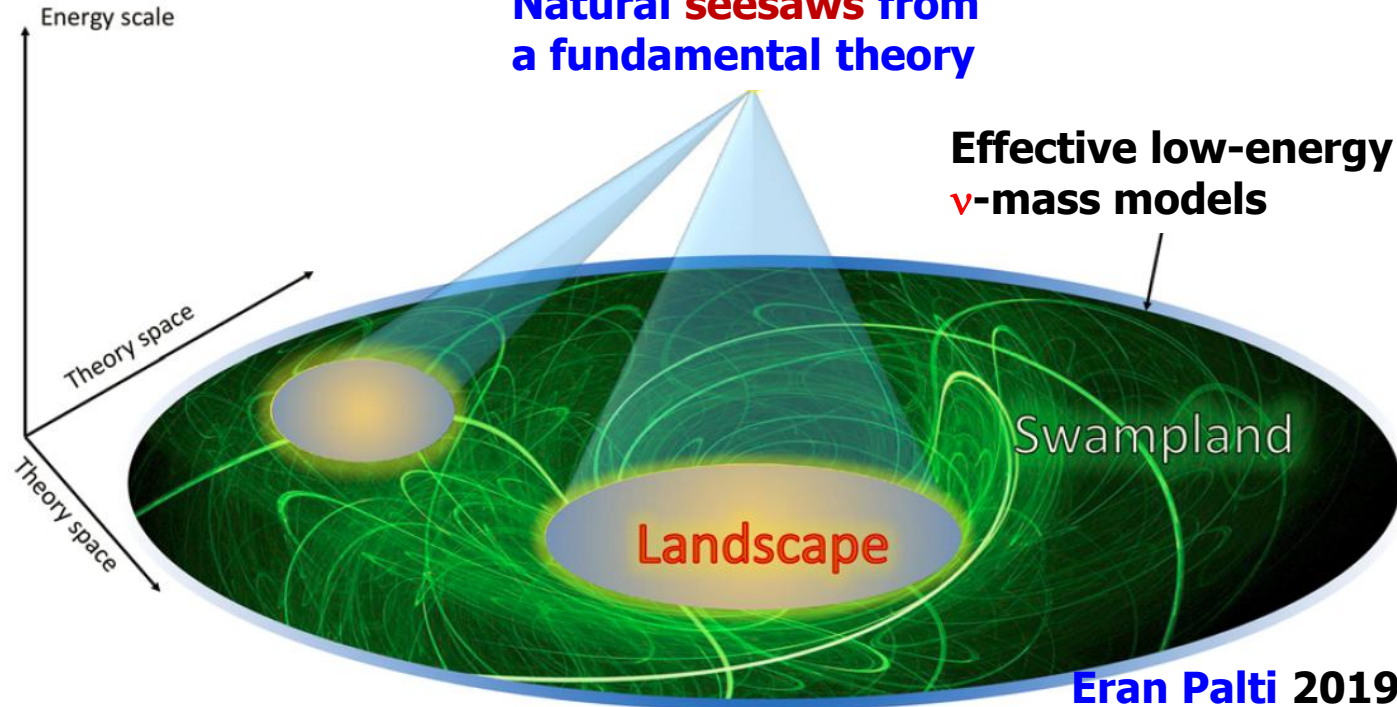 Energy scale
Natural seesaws from
a fundamental theory
Effective low-energy
ν-mass models
Theory space
Theory space
Swampland
Landscape
Eran Palti 2019